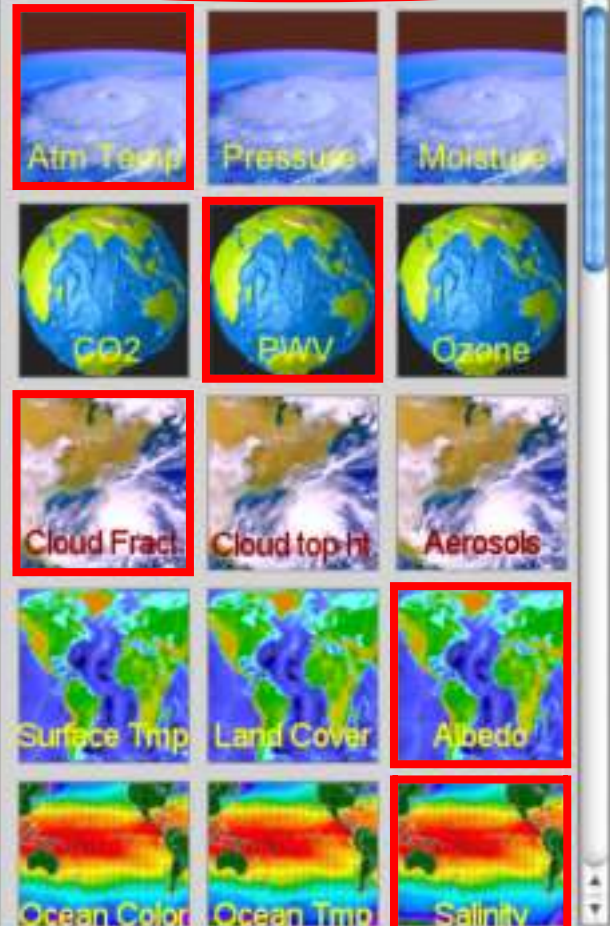 Atm Temp Pressure Moisture
CO2 PWV Ozone
Cloud Fract Cloud top ht Aerosols
Surface Tmp Land Cover Albedo
Ocean Color Ocean Tmp Salinity